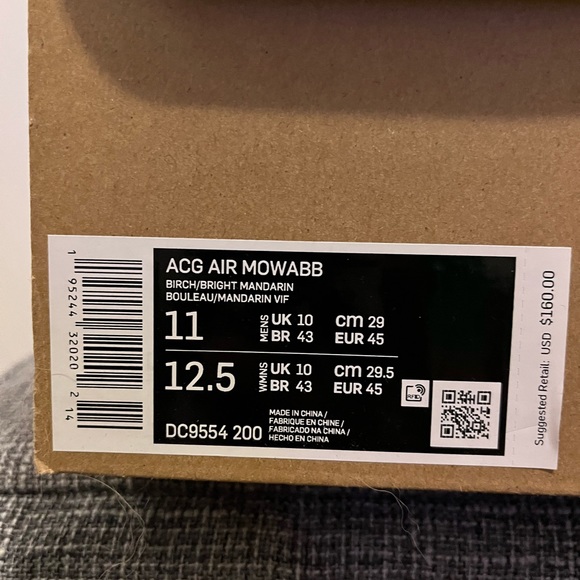 ACG AIR MOWABB
BIRCH/BRIGHT MANDARIN
BOULEAU/MANDARIN VIF
11 MENS UK 10 cm 29
BR 43 EUR 45
12.5 WMNS UK 10 cm 29.5
BR 43 EUR 45
RFID
DC9554 200
MADE IN CHINA /
FABRIQUE EN CHINE /
FABRICADO NA CHINA /
HECHO EN CHINA
1 95244 32020 2 14
Suggested Retail: USD $160.00